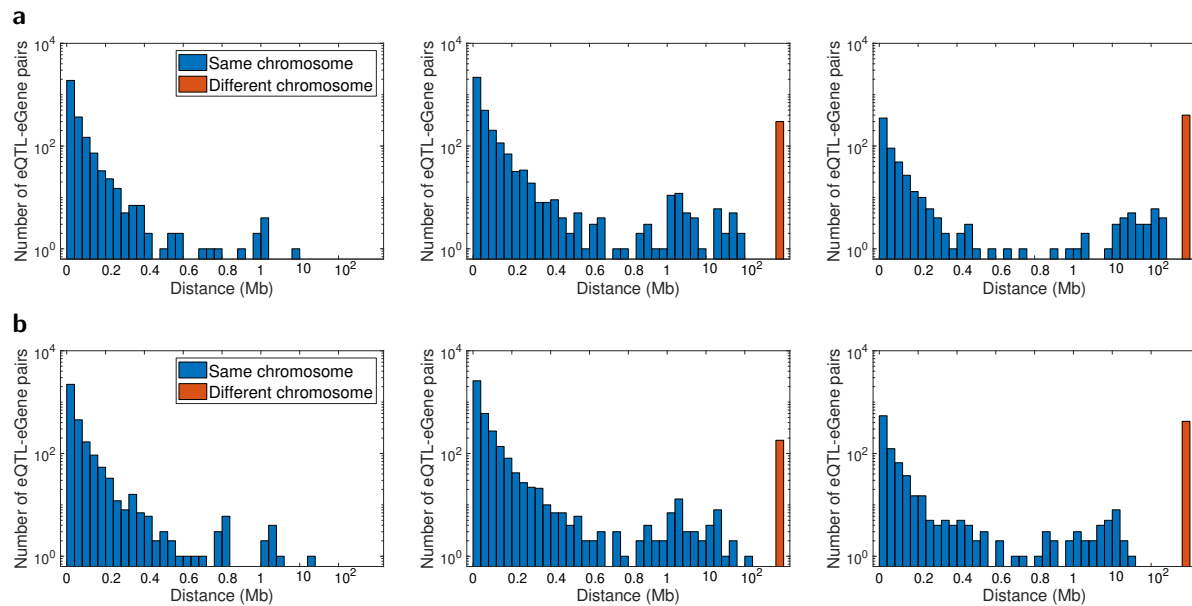 a
Number of eQTL-eGene pairs
10^4
10^2
10^0
Same chromosome
Different chromosome
0 0.2 0.4 0.6 0.8 1 10 10^2
Distance (Mb)
Number of eQTL-eGene pairs
10^4
10^2
10^0
0 0.2 0.4 0.6 0.8 1 10 10^2
Distance (Mb)
Number of eQTL-eGene pairs
10^4
10^2
10^0
0 0.2 0.4 0.6 0.8 1 10 10^2
Distance (Mb)
b
Number of eQTL-eGene pairs
10^4
10^2
10^0
Same chromosome
Different chromosome
0 0.2 0.4 0.6 0.8 1 10 10^2
Distance (Mb)
Number of eQTL-eGene pairs
10^4
10^2
10^0
0 0.2 0.4 0.6 0.8 1 10 10^2
Distance (Mb)
Number of eQTL-eGene pairs
10^4
10^2
10^0
0 0.2 0.4 0.6 0.8 1 10 10^2
Distance (Mb)